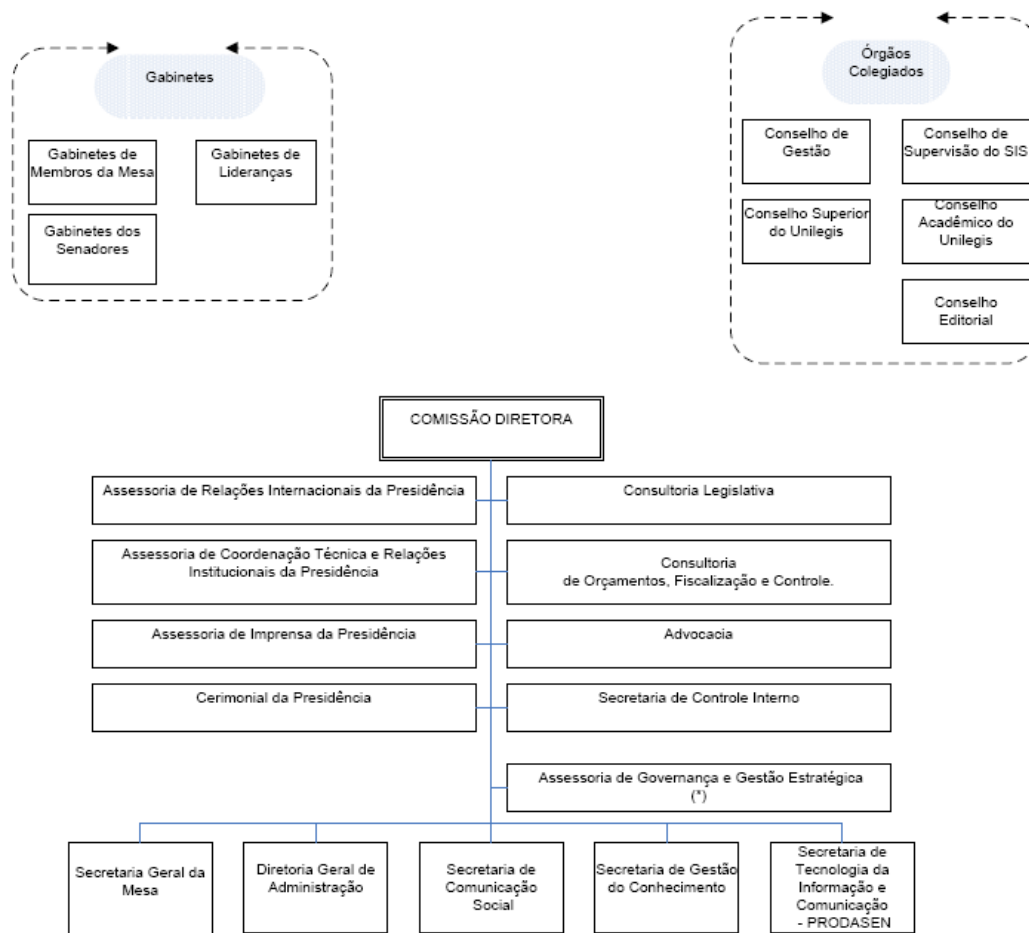 Gabinetes
Gabinetes de
Membros da Mesa
Gabinetes de
Lideranças
Gabinetes dos
Senadores
Órgãos
Colegiados
Conselho de
Gestão
Conselho de
Supervisão do SIS
Conselho Superior
do Unilegis
Conselho
Acadêmico do
Unilegis
Conselho
Editorial
COMISSÃO DIRETORA
Assessoria de Relações Internacionais da Presidência
Consultoria Legislativa
Assessoria de Coordenação Técnica e Relações
Institucionais da Presidência
Consultoria
de Orçamentos, Fiscalização e Controle.
Assessoria de Imprensa da Presidência
Advocacia
Cerimonial da Presidência
Secretaria de Controle Interno
Assessoria de Governança e Gestão Estratégica
(*)
Secretaria Geral da
Mesa
Diretoria Geral de
Administração
Secretaria de
Comunicação
Social
Secretaria de Gestão
do Conhecimento
Secretaria de
Tecnologia da
Informação e
Comunicação
- PRODASEN